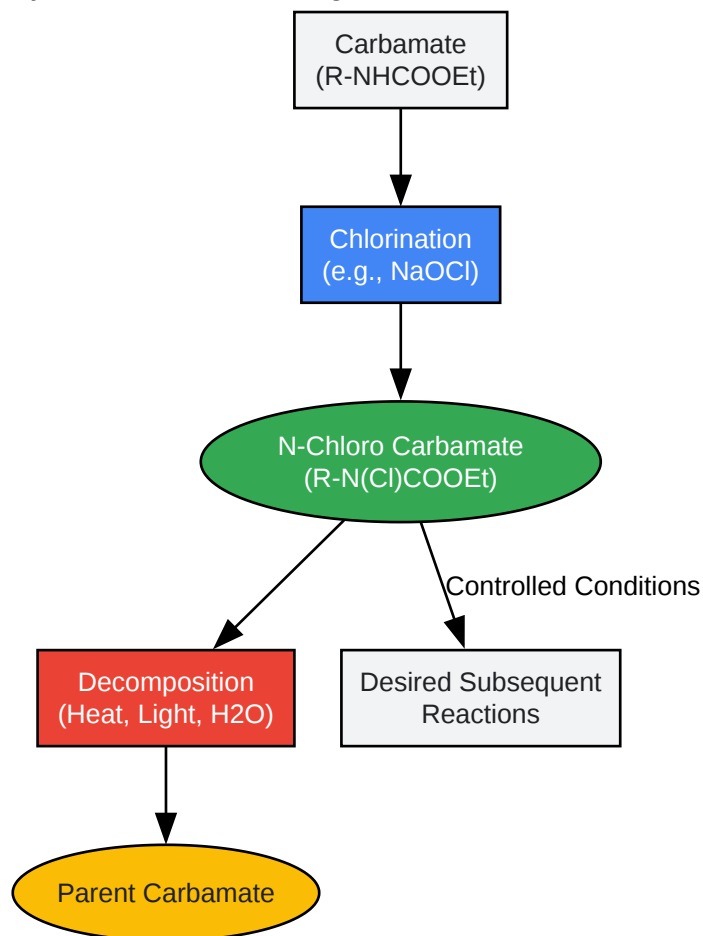 Carbamate
(R-NHCOOEt)
Chlorination
(e.g., NaOCl)
N-Chloro Carbamate
(R-N(Cl)COOEt)
Controlled Conditions
Decomposition
(Heat, Light, H2O)
Desired Subsequent
Reactions
Parent Carbamate